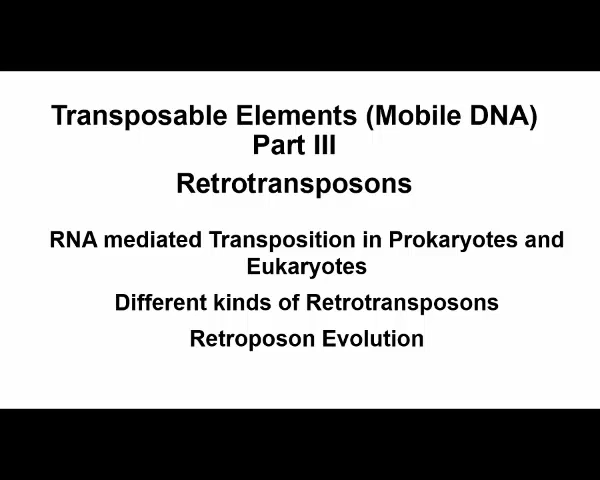 Transposable Elements (Mobile DNA)
Part III
Retrotransposons
RNA mediated Transposition in Prokaryotes and
Eukaryotes
Different kinds of Retrotransposons
Retroposon Evolution